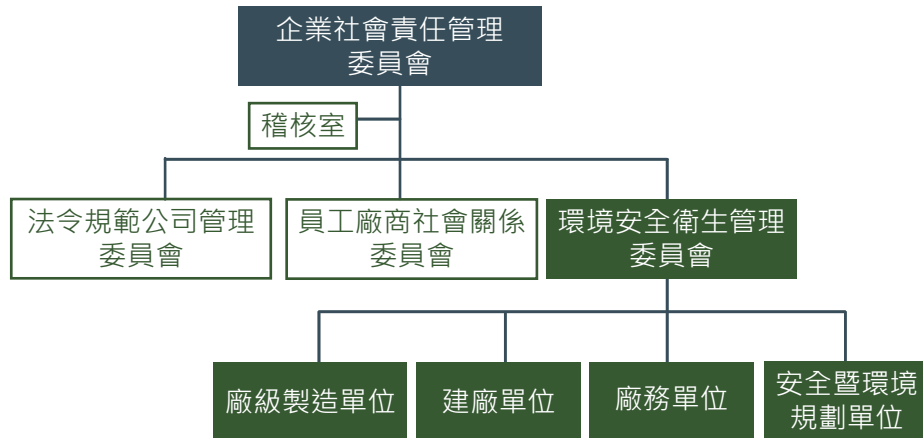 企業社會責任管理
委員會
稽核室
法令規範公司管理
委員會
員工廠商社會關係
委員會
環境安全衛生管理
委員會
廠級製造單位
建廠單位
廠務單位
安全暨環境
規劃單位